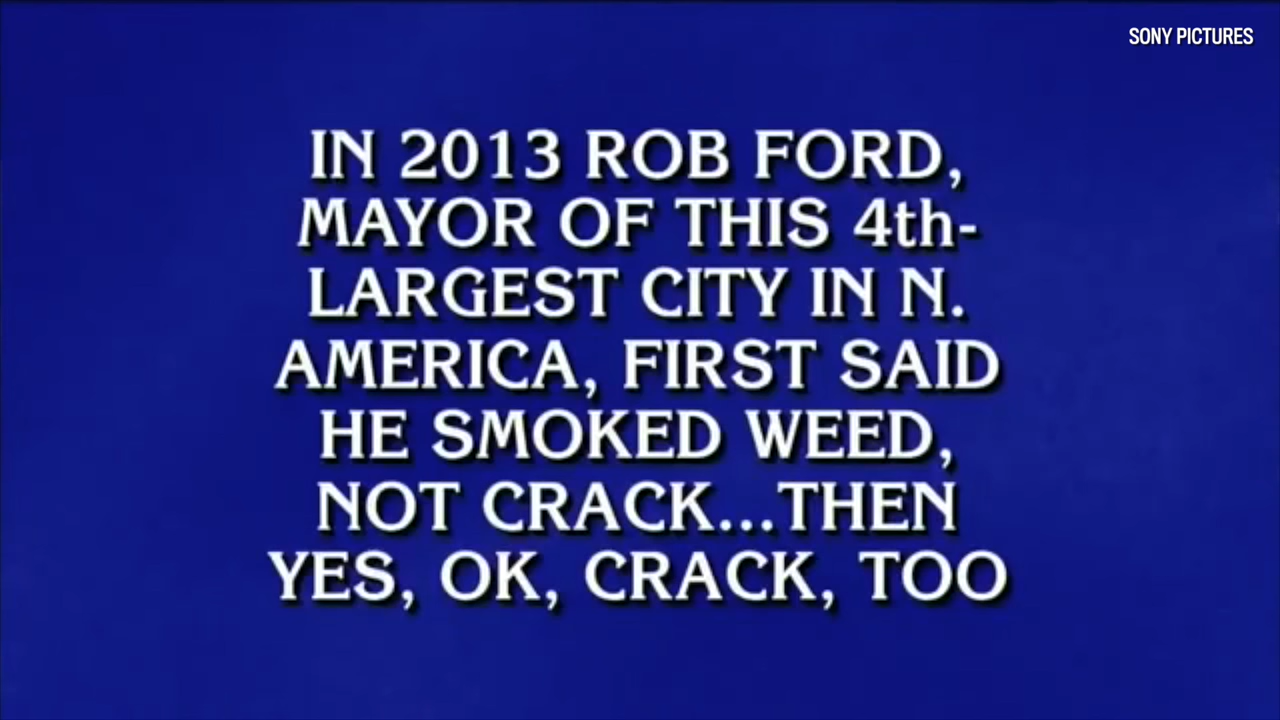 SONY PICTURES
IN 2013 ROB FORD,
MAYOR OF THIS 4th-
LARGEST CITY IN N.
AMERICA, FIRST SAID
HE SMOKED WEED,
NOT CRACK...THEN
YES, OK, CRACK, TOO